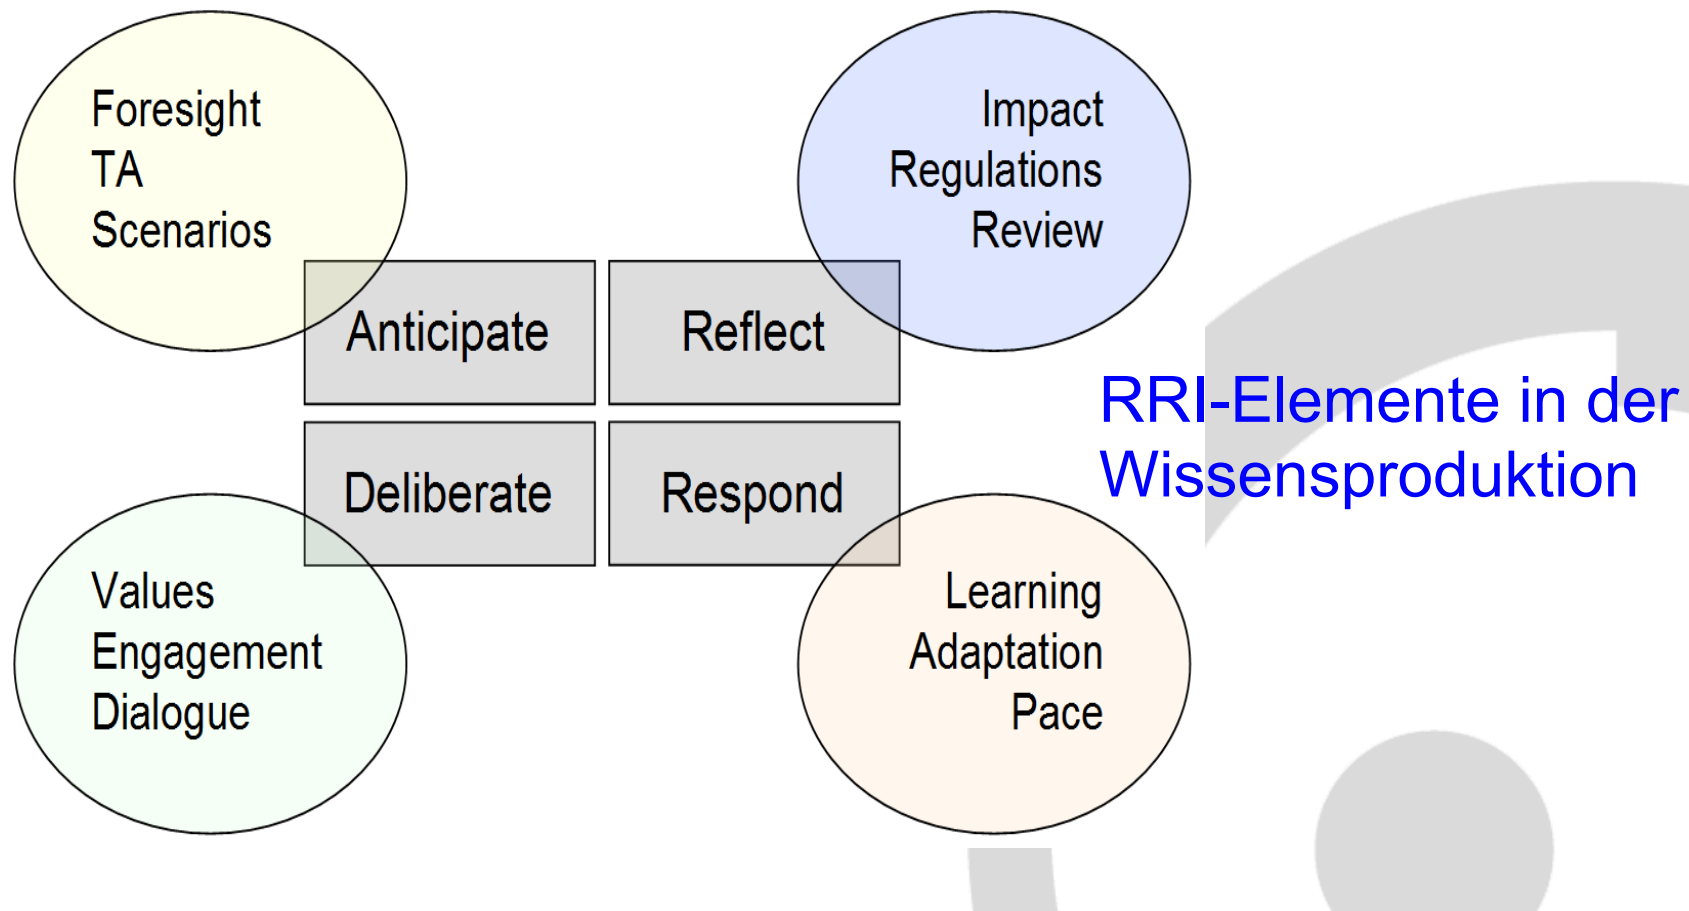 Foresight
TA
Scenarios
Impact
Regulations
Review
Anticipate
Reflect
RRI-Elemente in der
Wissensproduktion
Deliberate
Respond
Values
Engagement
Dialogue
Learning
Adaptation
Pace